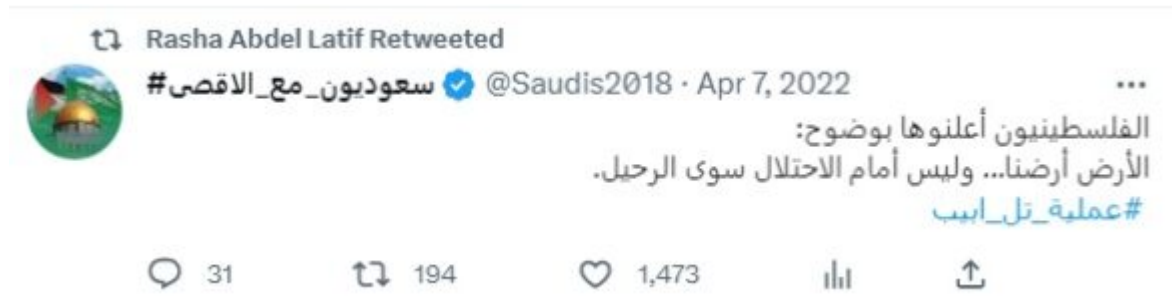 Rasha Abdel Latif Retweeted
#سعوديون_مع_الاقصى @Saudis2018 · Apr 7, 2022
الفلسطينيون أعلنوها بوضوح:
الأرض أرضنا... وليس أمام الاحتلال سوى الرحيل.
#عملية_تل_ابيب
31 194 1,473